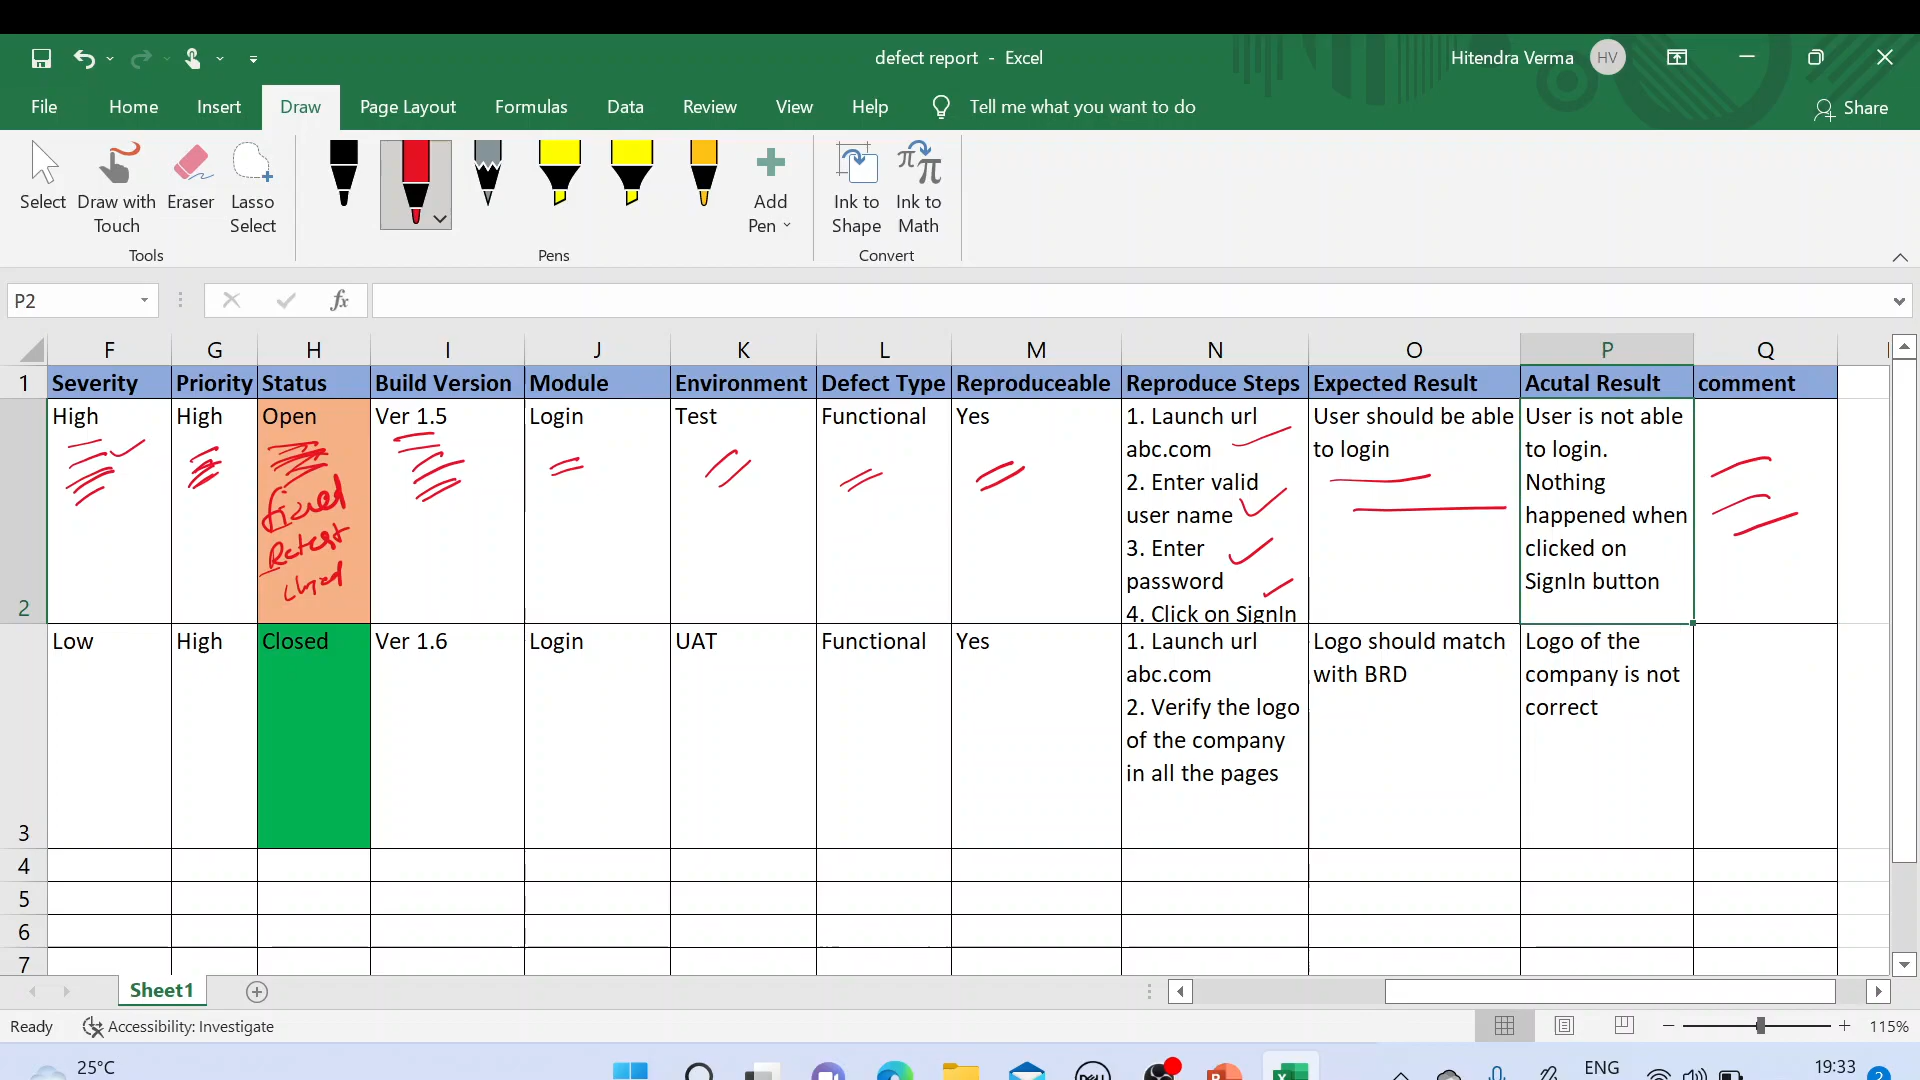 defect report - Excel
Hitendra Verma HV
File Home Insert Draw Page Layout Formulas Data Review View Help Tell me what you want to do Share
Select Draw with Touch Eraser Lasso Select
Add Pen Ink to Shape Ink to Math
Tools Pens Convert
P2 fx
F G H I J K L M N O P Q
1 Severity Priority Status Build Version Module Environment Defect Type Reproduceable Reproduce Steps Expected Result Acutal Result comment
2
High
High
Open
fixed
Retest
closed
Ver 1.5
Login
Test
Functional
Yes
1. Launch url
abc.com
2. Enter valid
user name
3. Enter
password
4. Click on SignIn
User should be able
to login
User is not able
to login.
Nothing
happened when
clicked on
SignIn button
3
Low
High
Closed
Ver 1.6
Login
UAT
Functional
Yes
1. Launch url
abc.com
2. Verify the logo
of the company
in all the pages
Logo should match
with BRD
Logo of the
company is not
correct
4
5
6
7
Sheet1
Ready Accessibility: Investigate 115%
25°C
DELL
ENG
19:33
2